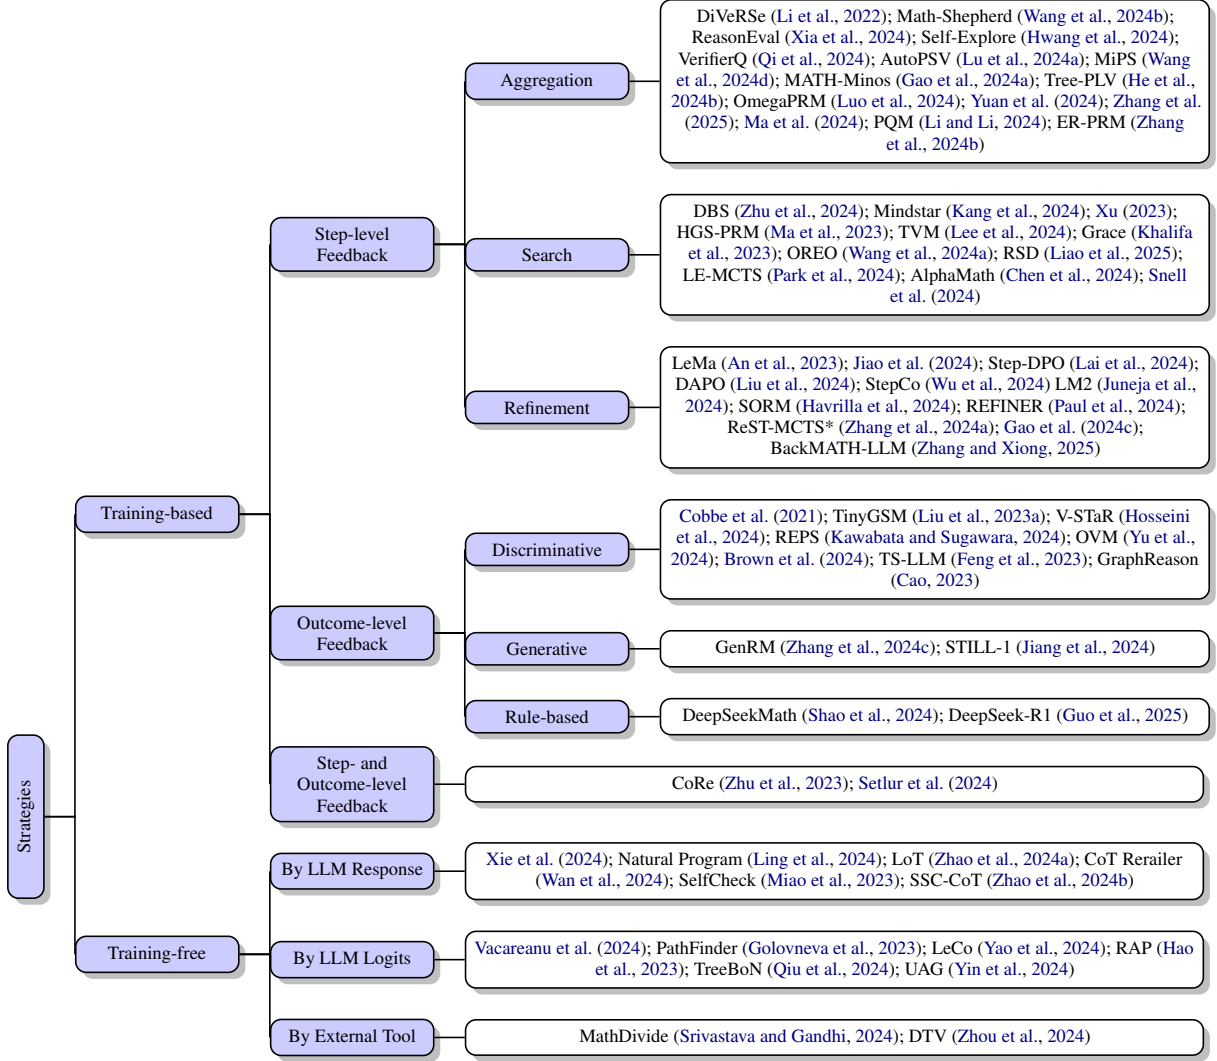 DiVeRSe (Li et al., 2022); Math-Shepherd (Wang et al., 2024b);
ReasonEval (Xia et al., 2024); Self-Explore (Hwang et al., 2024);
VerifierQ (Qi et al., 2024); AutoPSV (Lu et al., 2024a); MiPS (Wang
et al., 2024d); MATH-Minos (Gao et al., 2024a); Tree-PLV (He et al.,
2024b); OmegaPRM (Luo et al., 2024); Yuan et al. (2024); Zhang et al.
(2025); Ma et al. (2024); PQM (Li and Li, 2024); ER-PRM (Zhang
et al., 2024b)
Aggregation
DBS (Zhu et al., 2024); Mindstar (Kang et al., 2024); Xu (2023);
HGS-PRM (Ma et al., 2023); TVM (Lee et al., 2024); Grace (Khalifa
et al., 2023); OREO (Wang et al., 2024a); RSD (Liao et al., 2025);
LE-MCTS (Park et al., 2024); AlphaMath (Chen et al., 2024); Snell
et al. (2024)
Step-level
Feedback
Search
LeMa (An et al., 2023); Jiao et al. (2024); Step-DPO (Lai et al., 2024);
DAPO (Liu et al., 2024); StepCo (Wu et al., 2024) LM2 (Juneja et al.,
2024); SORM (Havrilla et al., 2024); REFINER (Paul et al., 2024);
ReST-MCTS* (Zhang et al., 2024a); Gao et al. (2024c);
BackMATH-LLM (Zhang and Xiong, 2025)
Refinement
Training-based
Cobbe et al. (2021); TinyGSM (Liu et al., 2023a); V-STaR (Hosseini
et al., 2024); REPS (Kawabata and Sugawara, 2024); OVM (Yu et al.,
2024); Brown et al. (2024); TS-LLM (Feng et al., 2023); GraphReason
(Cao, 2023)
Discriminative
Outcome-level
Feedback
Generative
GenRM (Zhang et al., 2024c); STILL-1 (Jiang et al., 2024)
Rule-based
DeepSeekMath (Shao et al., 2024); DeepSeek-R1 (Guo et al., 2025)
Step- and
Outcome-level
Feedback
CoRe (Zhu et al., 2023); Setlur et al. (2024)
Strategies
By LLM Response
Xie et al. (2024); Natural Program (Ling et al., 2024); LoT (Zhao et al., 2024a); CoT Rerailer
(Wan et al., 2024); SelfCheck (Miao et al., 2023); SSC-CoT (Zhao et al., 2024b)
Training-free
By LLM Logits
Vacareanu et al. (2024); PathFinder (Golovneva et al., 2023); LeCo (Yao et al., 2024); RAP (Hao
et al., 2023); TreeBoN (Qiu et al., 2024); UAG (Yin et al., 2024)
By External Tool
MathDivide (Srivastava and Gandhi, 2024); DTV (Zhou et al., 2024)